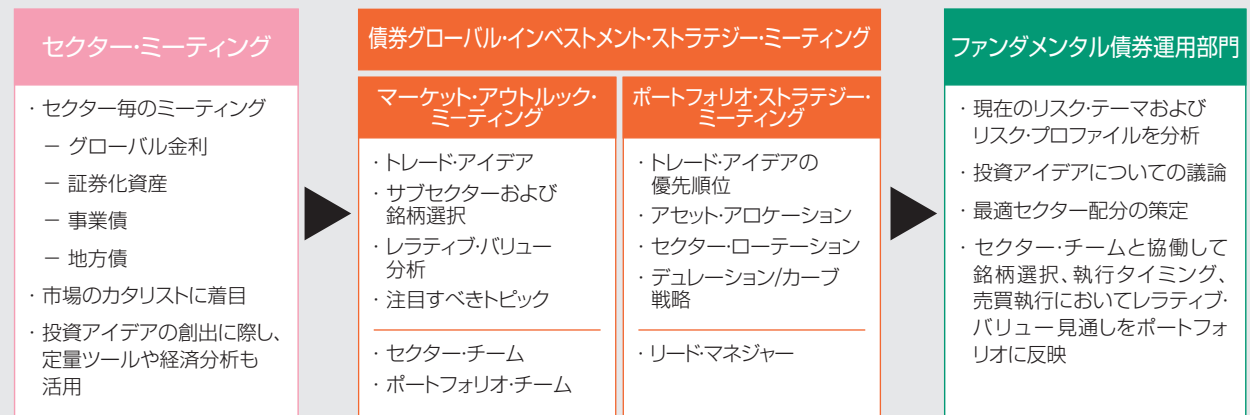 セクター・ミーティング
・セクター毎のミーティング
－ グローバル金利
－ 証券化資産
－ 事業債
－ 地方債
・市場のカタリストに着目
・投資アイデアの創出に際し、
定量ツールや経済分析も
活用
債券グローバル・インベストメント・ストラテジー・ミーティング
マーケット・アウトルック・
ミーティング
・トレード・アイデア
・サブセクターおよび
銘柄選択
・レラティブ・バリュー
分析
・注目すべきトピック
・セクター・チーム
・ポートフォリオ・チーム
ポートフォリオ・ストラテジー・
ミーティング
・トレード・アイデアの
優先順位
・アセット・アロケーション
・セクター・ローテーション
・デュレーション/カーブ
戦略
・リード・マネジャー
ファンダメンタル債券運用部門
・現在のリスク・テーマおよび
リスク・プロファイルを分析
・投資アイデアについての議論
・最適セクター配分の策定
・セクター・チームと協働して
銘柄選択、執行タイミング、
売買執行においてレラティブ・
バリュー見通しをポートフォ
リオに反映